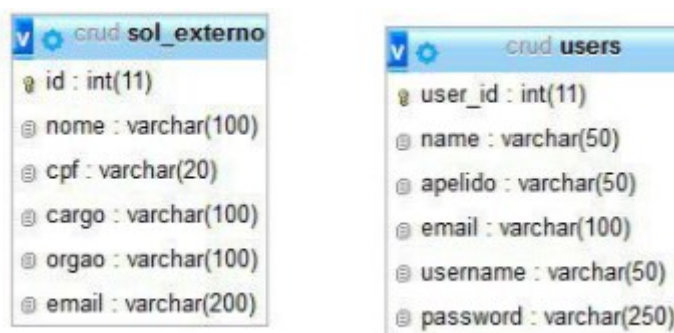 v crud sol_externo
id : int(11)
nome : varchar(100)
cpf : varchar(20)
cargo : varchar(100)
orgao : varchar(100)
email : varchar(200)
v crud users
user_id : int(11)
name : varchar(50)
apelido : varchar(50)
email : varchar(100)
username : varchar(50)
password : varchar(250)